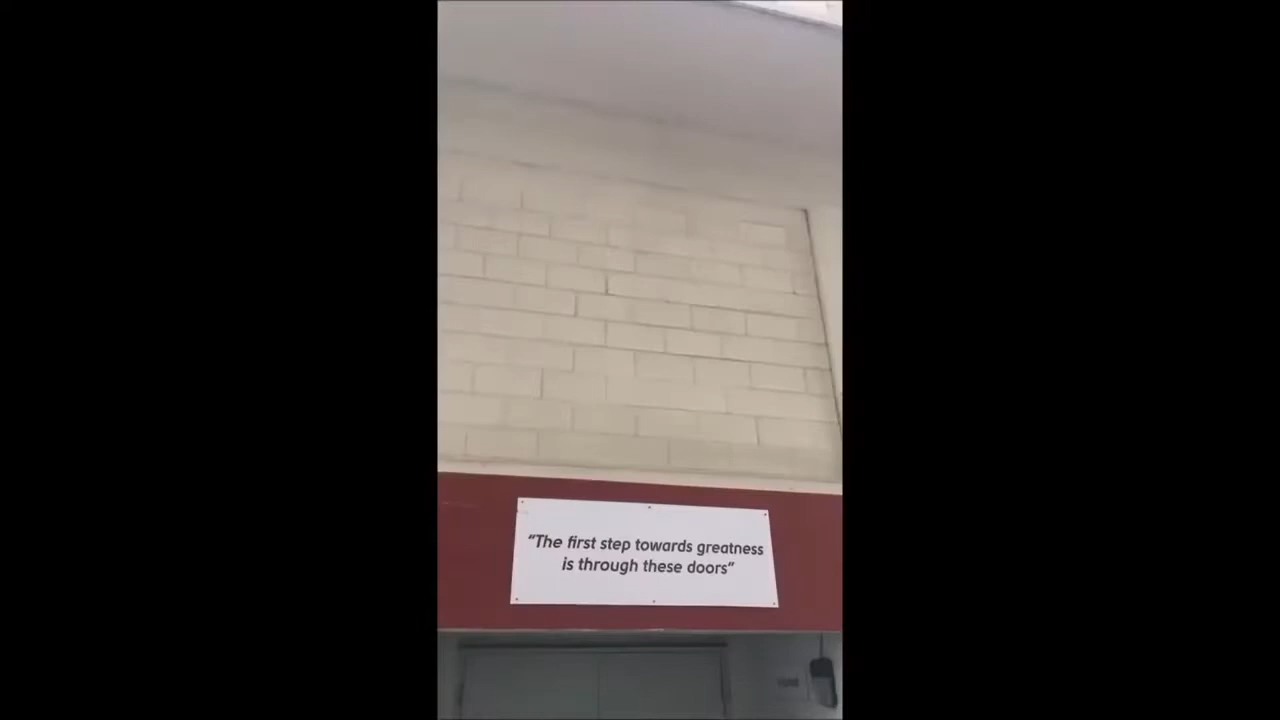 “The first step towards greatness
is through these doors”